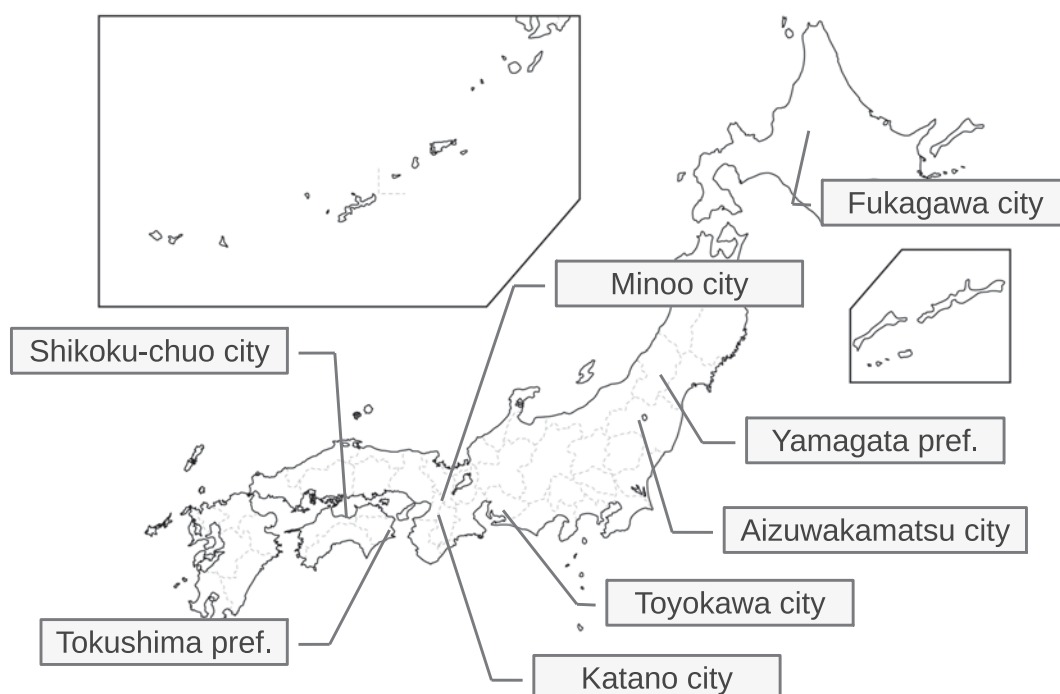 Fukagawa city
Minoo city
Shikoku-chuo city
Yamagata pref.
Aizuwakamatsu city
Toyokawa city
Tokushima pref.
Katano city